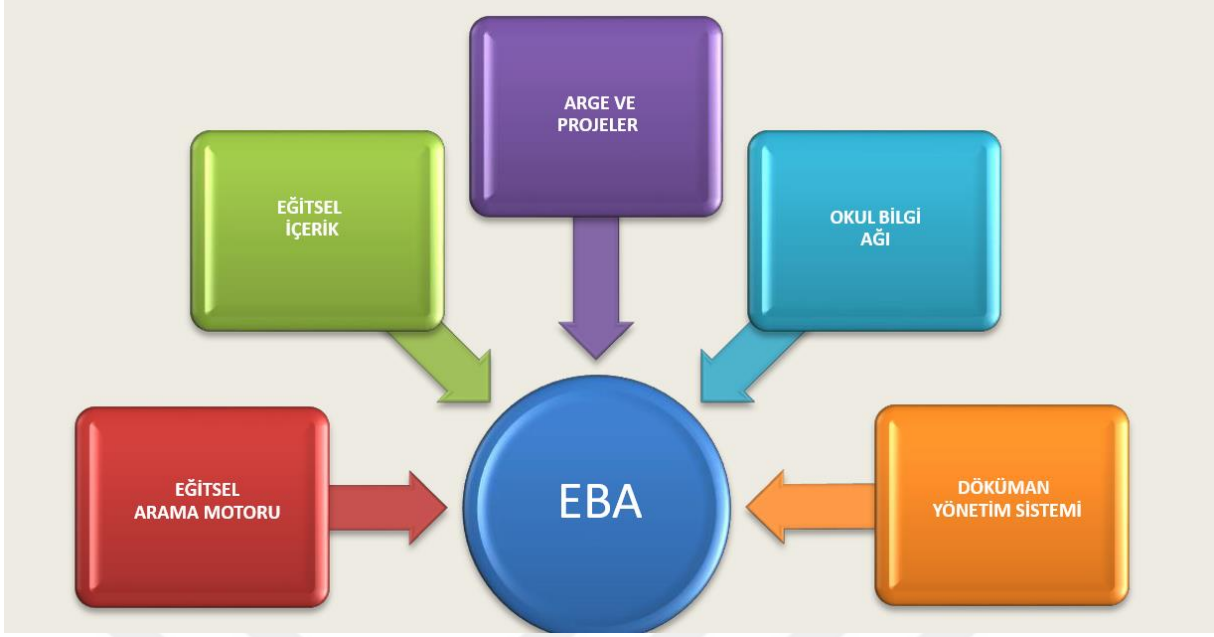 ARGE VE
PROJELER
EĞİTSEL
İÇERİK
OKUL BİLGİ
AĞI
EĞİTSEL
ARAMA MOTORU
EBA
DÖKÜMAN
YÖNETİM SİSTEMİ